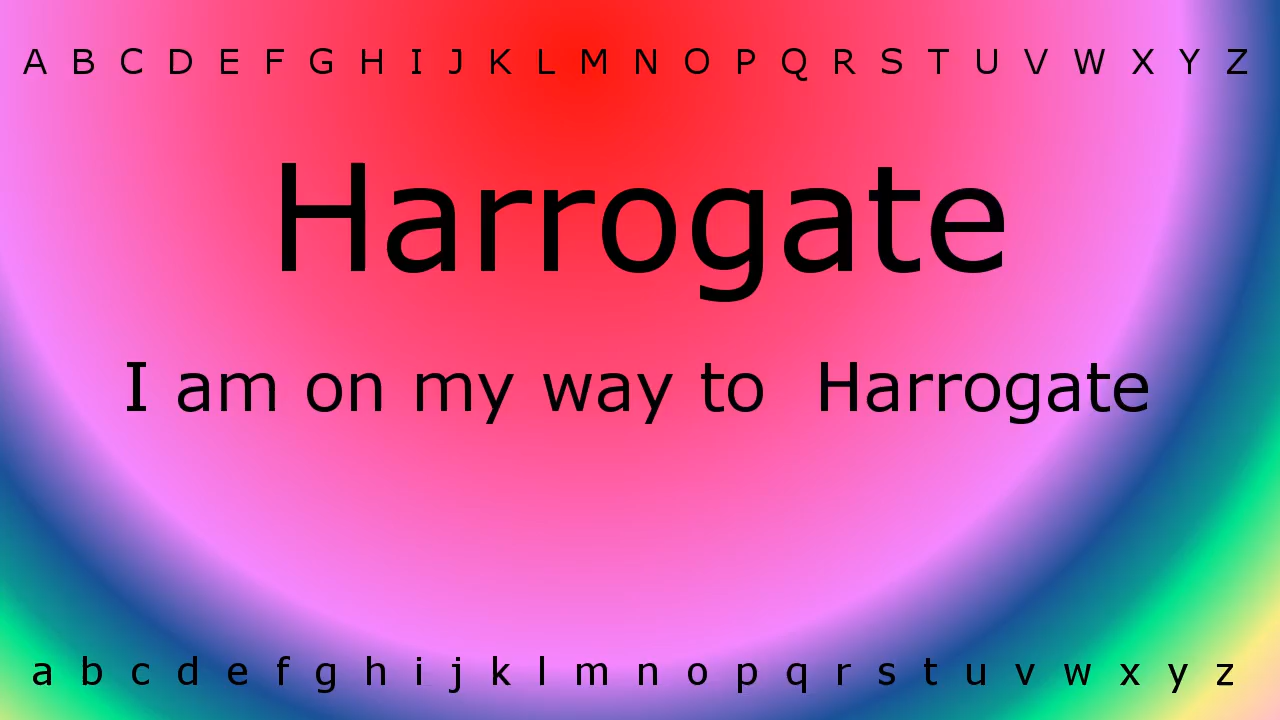 A B C D E F G H I J K L M N O P Q R S T U V W X Y Z
Harrogate
I am on my way to  Harrogate
a b c d e f g h i j k l m n o p q r s t u v w x y z